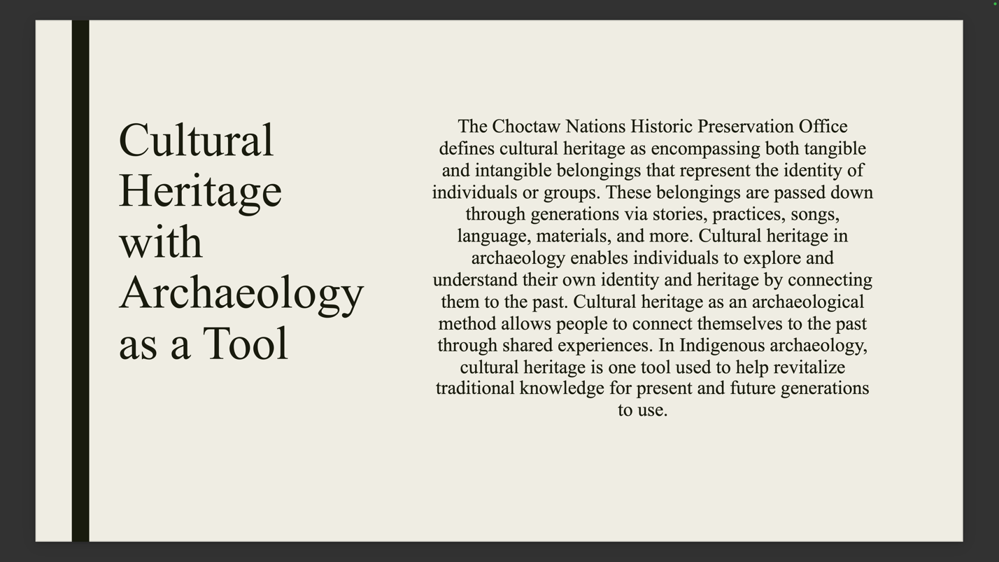 Cultural
Heritage
with
Archaeology
as a Tool
The Choctaw Nations Historic Preservation Office
defines cultural heritage as encompassing both tangible
and intangible belongings that represent the identity of
individuals or groups. These belongings are passed down
through generations via stories, practices, songs,
language, materials, and more. Cultural heritage in
archaeology enables individuals to explore and
understand their own identity and heritage by connecting
them to the past. Cultural heritage as an archaeological
method allows people to connect themselves to the past
through shared experiences. In Indigenous archaeology,
cultural heritage is one tool used to help revitalize
traditional knowledge for present and future generations
to use.